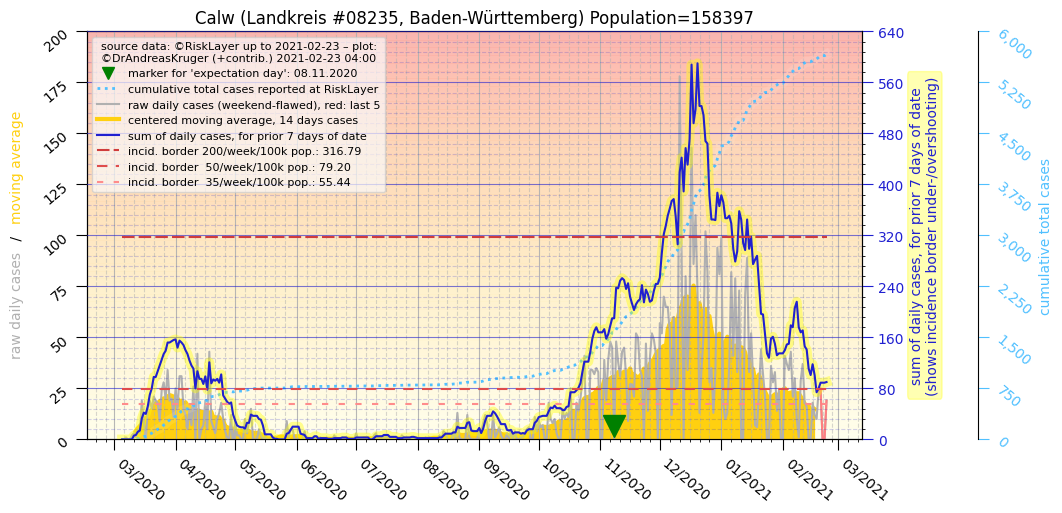 Calw (Landkreis #08235, Baden-Württemberg) Population=158397
source data: ©RiskLayer up to 2021-02-23 – plot:
©DrAndreasKruger (+contrib.) 2021-02-23 04:00
marker for 'expectation day': 08.11.2020
cumulative total cases reported at RiskLayer
raw daily cases (weekend-flawed), red: last 5
centered moving average, 14 days cases
sum of daily cases, for prior 7 days of date
incid. border 200/week/100k pop.: 316.79
incid. border  50/week/100k pop.: 79.20
incid. border  35/week/100k pop.: 55.44
raw daily cases / moving average
200
175
150
125
100
75
50
25
0
640
560
480
400
320
240
160
80
0
sum of daily cases, for prior 7 days of date
(shows incidence border under-/overshooting)
6,000
5,250
4,500
3,750
3,000
2,250
1,500
750
0
cumulative total cases
03/2020
04/2020
05/2020
06/2020
07/2020
08/2020
09/2020
10/2020
11/2020
12/2020
01/2021
02/2021
03/2021